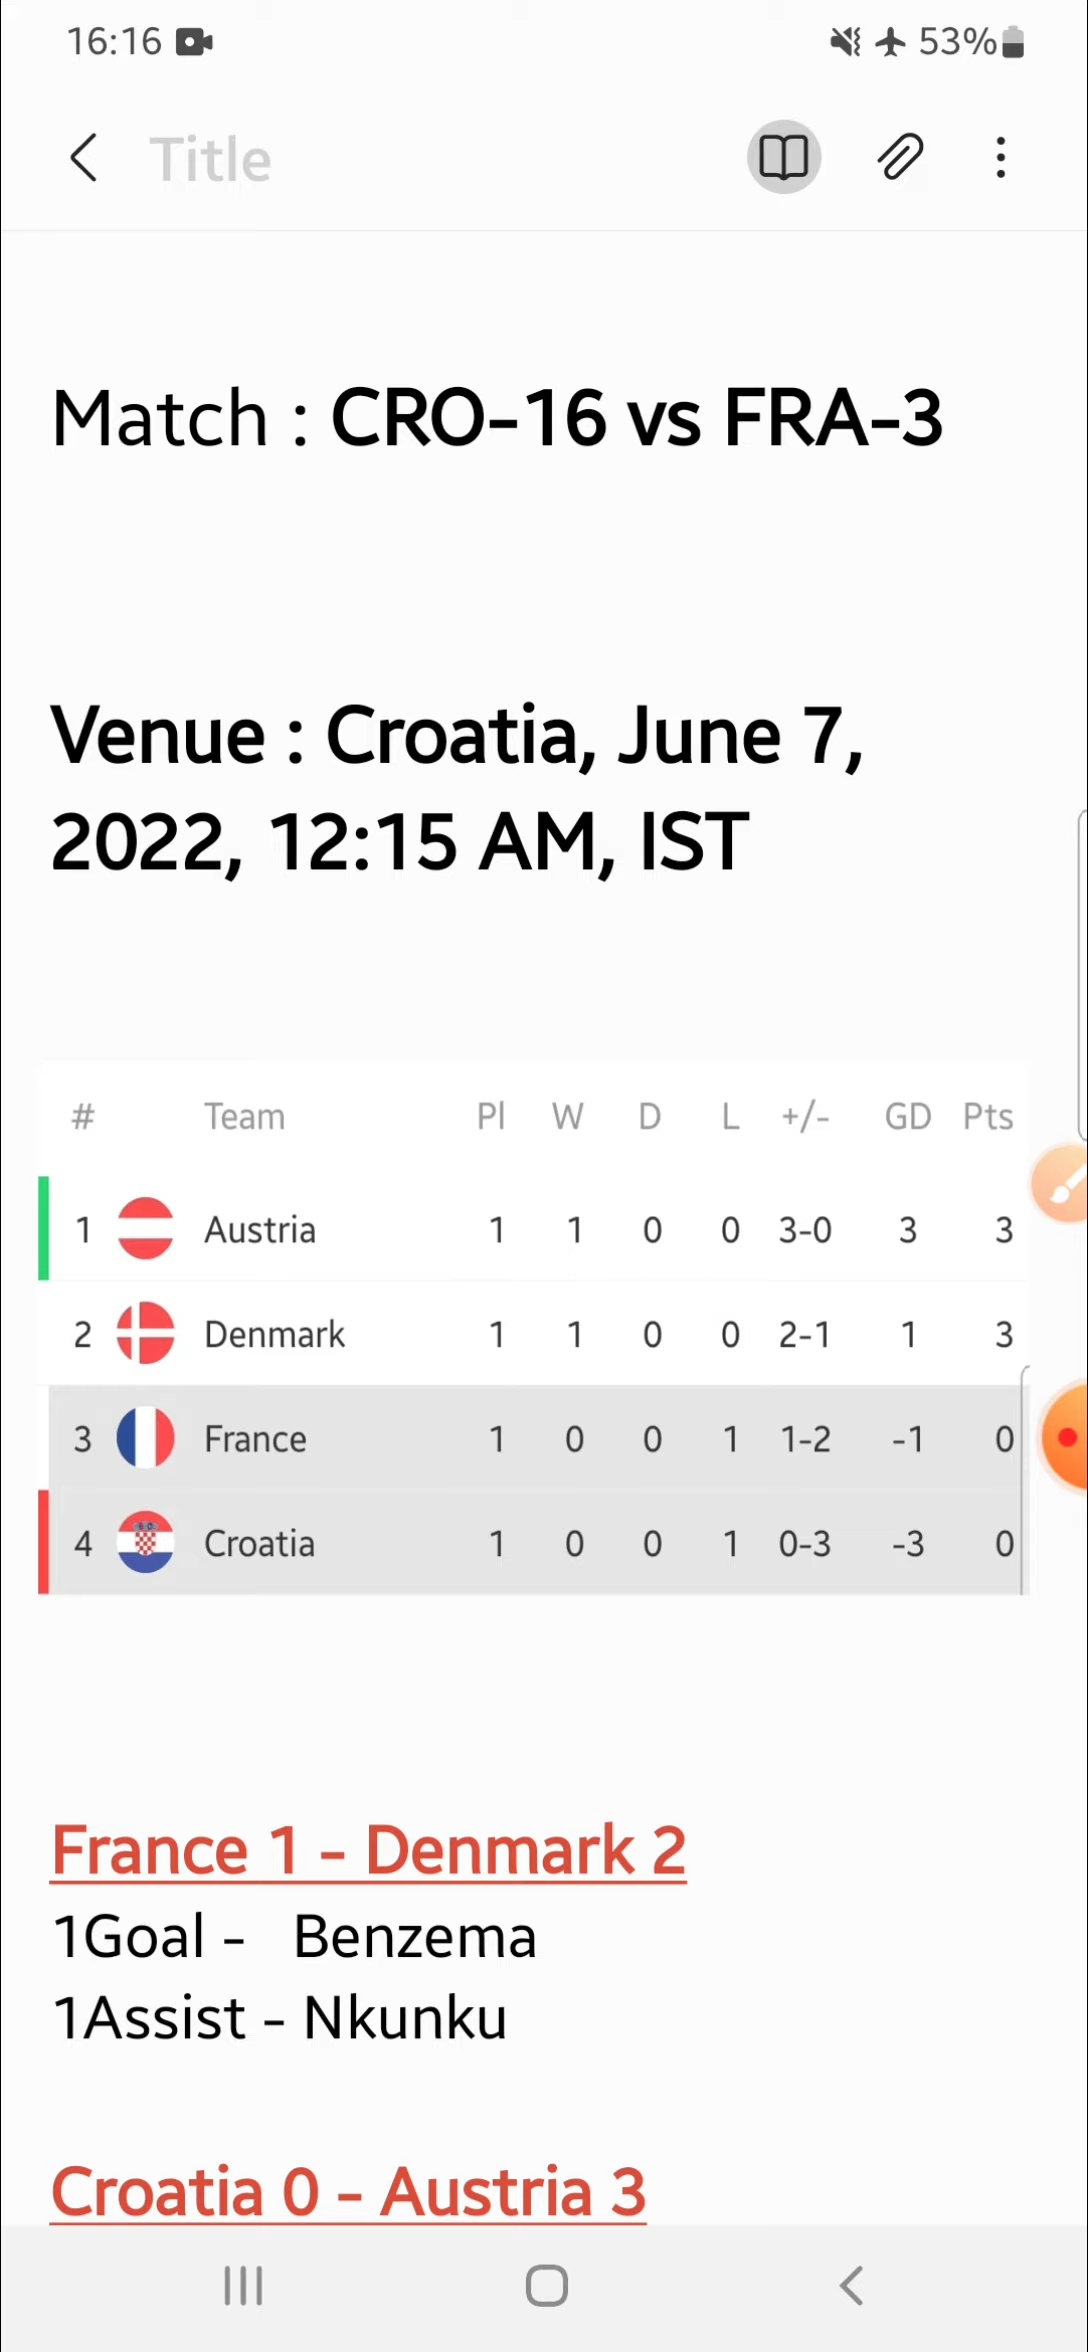 16:16 53%
Title
Match : CRO-16 vs FRA-3
Venue : Croatia, June 7,
2022, 12:15 AM, IST
# Team Pl W D L +/- GD Pts
1 Austria 1 1 0 0 3-0 3 3
2 Denmark 1 1 0 0 2-1 1 3
3 France 1 0 0 1 1-2 -1 0
4 Croatia 1 0 0 1 0-3 -3 0
France 1 - Denmark 2
1Goal - Benzema
1Assist - Nkunku
Croatia 0 - Austria 3